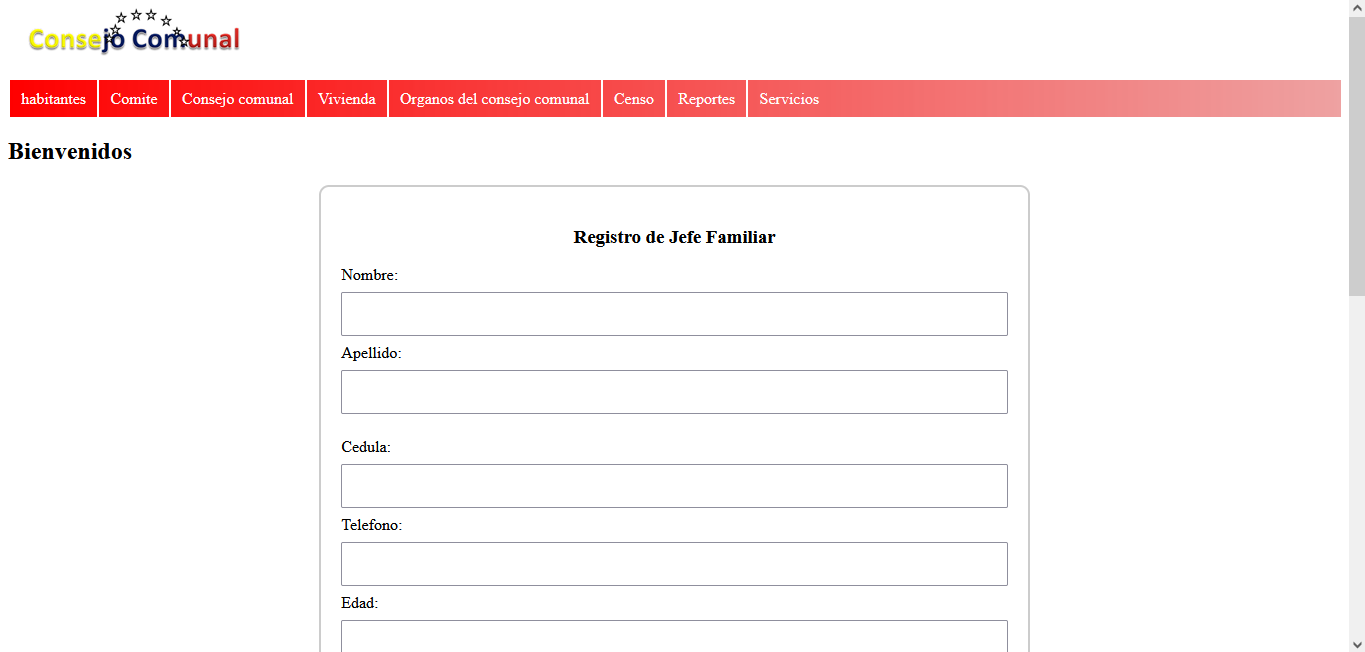 Consejo Comunal
habitantes Comite Consejo comunal Vivienda Organos del consejo comunal Censo Reportes Servicios
Bienvenidos
Registro de Jefe Familiar
Nombre:
Apellido:
Cedula:
Telefono:
Edad: